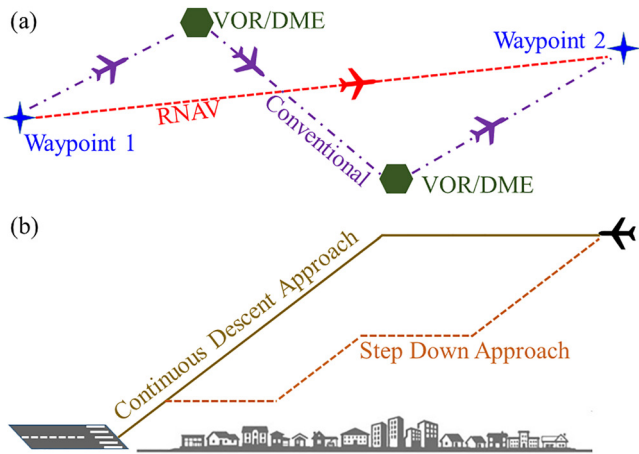 (a)
VOR/DME
Waypoint 2
RNAV
Conventional
Waypoint 1
VOR/DME
(b)
Continuous Descent Approach
Step Down Approach